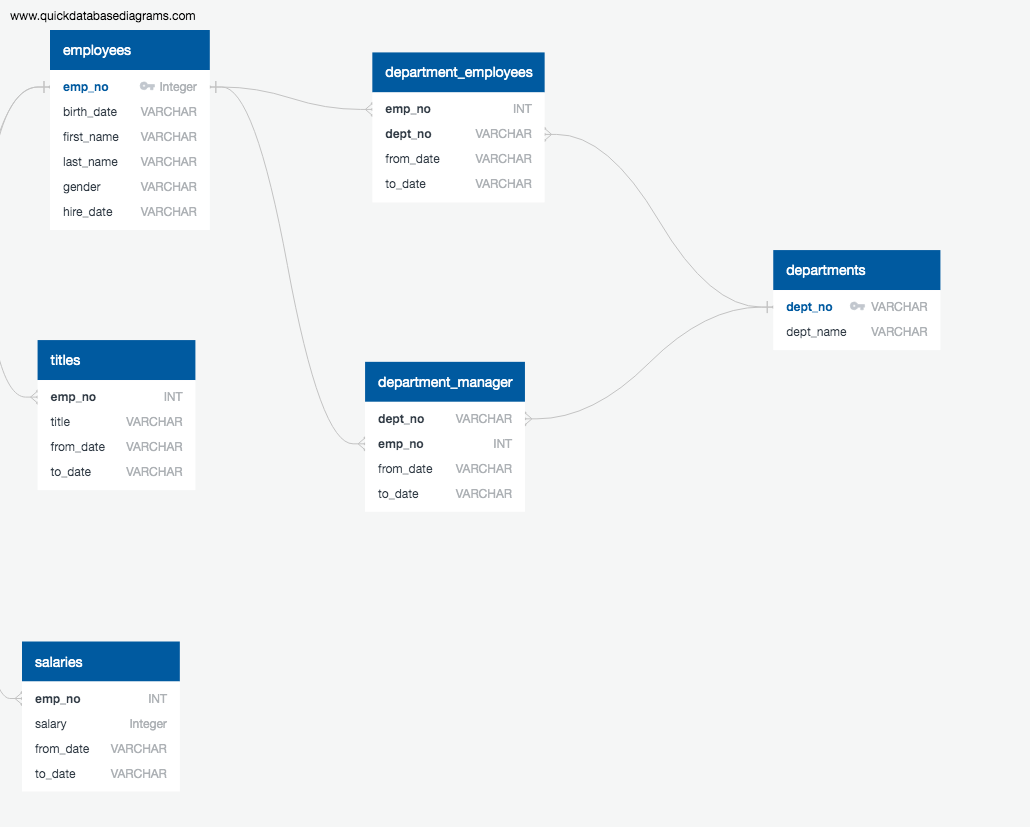 www.quickdatabasediagrams.com
employees
emp_no Integer
birth_date VARCHAR
first_name VARCHAR
last_name VARCHAR
gender VARCHAR
hire_date VARCHAR
department_employees
emp_no INT
dept_no VARCHAR
from_date VARCHAR
to_date VARCHAR
departments
dept_no VARCHAR
dept_name VARCHAR
titles
emp_no INT
title VARCHAR
from_date VARCHAR
to_date VARCHAR
department_manager
dept_no VARCHAR
emp_no INT
from_date VARCHAR
to_date VARCHAR
salaries
emp_no INT
salary Integer
from_date VARCHAR
to_date VARCHAR